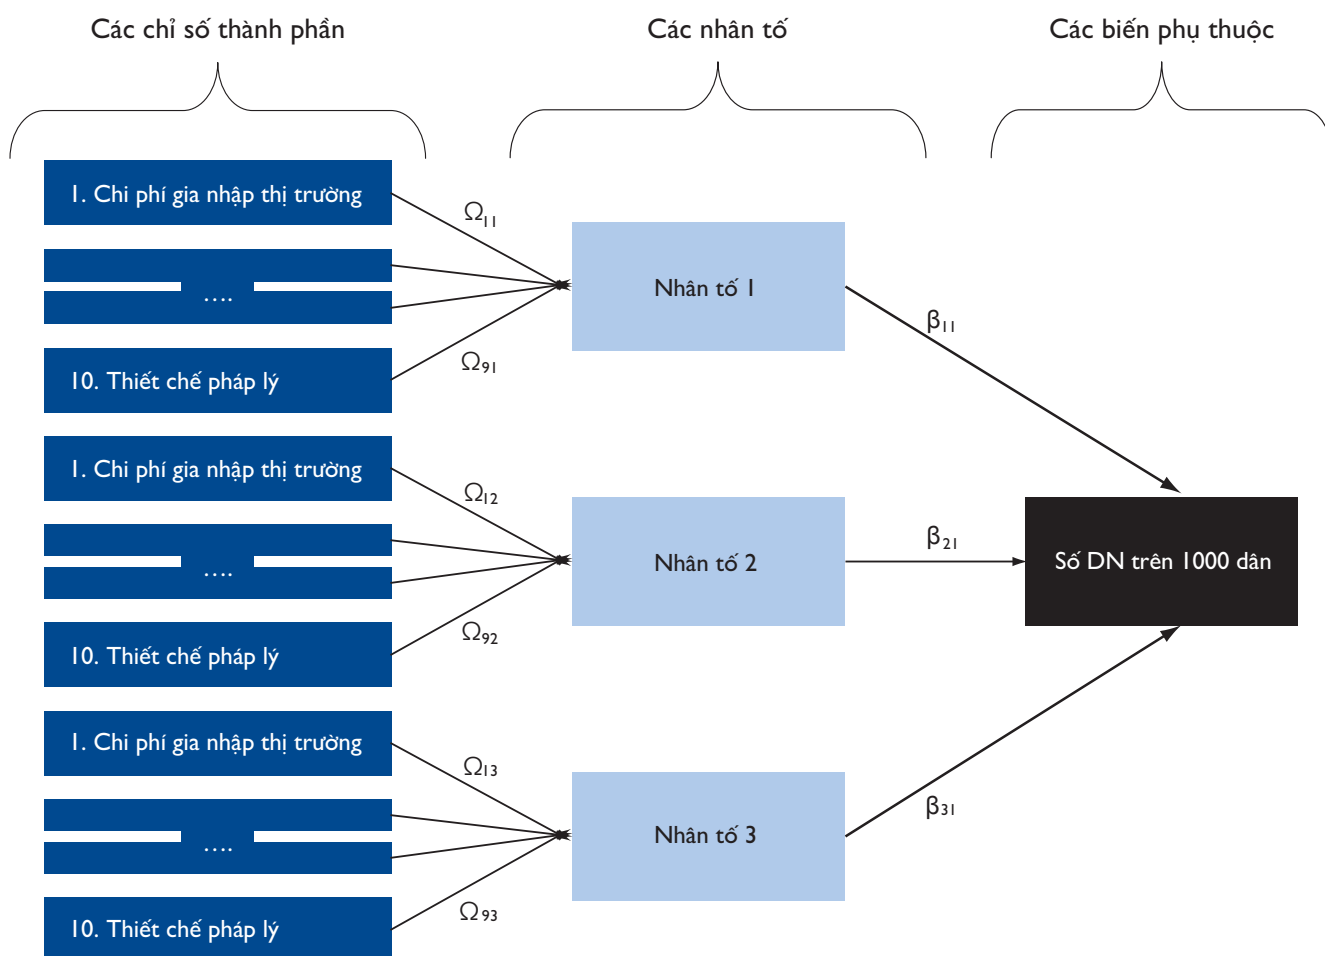 Các chỉ số thành phần
Các nhân tố
Các biến phụ thuộc
1. Chi phí gia nhập thị trường
....
10. Thiết chế pháp lý
Ω11
Ω91
Nhân tố 1
β11
1. Chi phí gia nhập thị trường
....
10. Thiết chế pháp lý
Ω12
Ω92
Nhân tố 2
β21
Số DN trên 1000 dân
1. Chi phí gia nhập thị trường
....
10. Thiết chế pháp lý
Ω13
Ω93
Nhân tố 3
β31